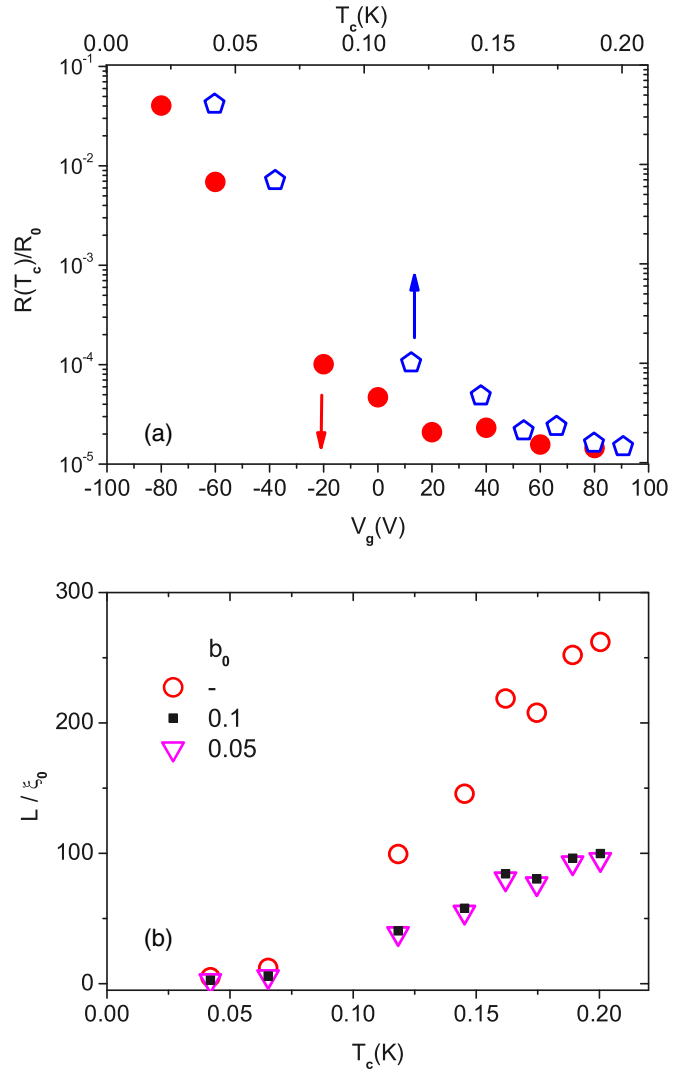 T_c(K)
0.00 0.05 0.10 0.15 0.20
10^-1
10^-2
10^-3
10^-4
10^-5
R(T_c)/R_0
(a)
-100 -80 -60 -40 -20 0 20 40 60 80 100
V_g(V)
300
200
100
0
L / ξ_0
b_0
-
0.1
0.05
(b)
0.00 0.05 0.10 0.15 0.20
T_c(K)